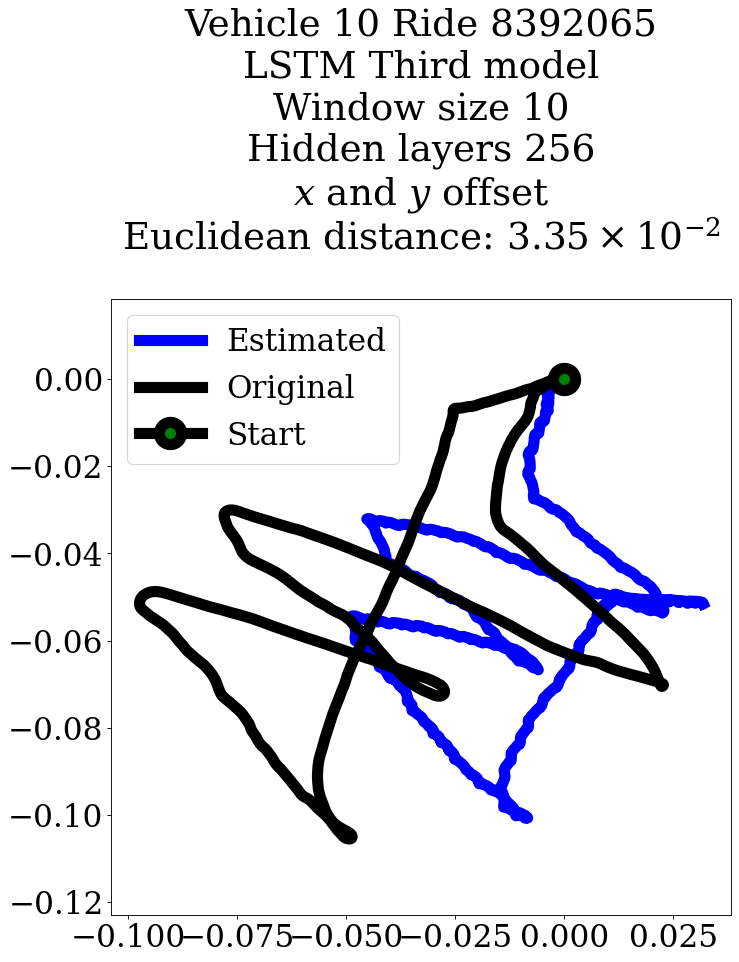 Vehicle 10 Ride 8392065
LSTM Third model
Window size 10
Hidden layers 256
x and y offset
Euclidean distance: 3.35 × 10⁻²
Estimated
Original
Start
0.00
−0.02
−0.04
−0.06
−0.08
−0.10
−0.12
−0.100 −0.075 −0.050 −0.025 0.000 0.025